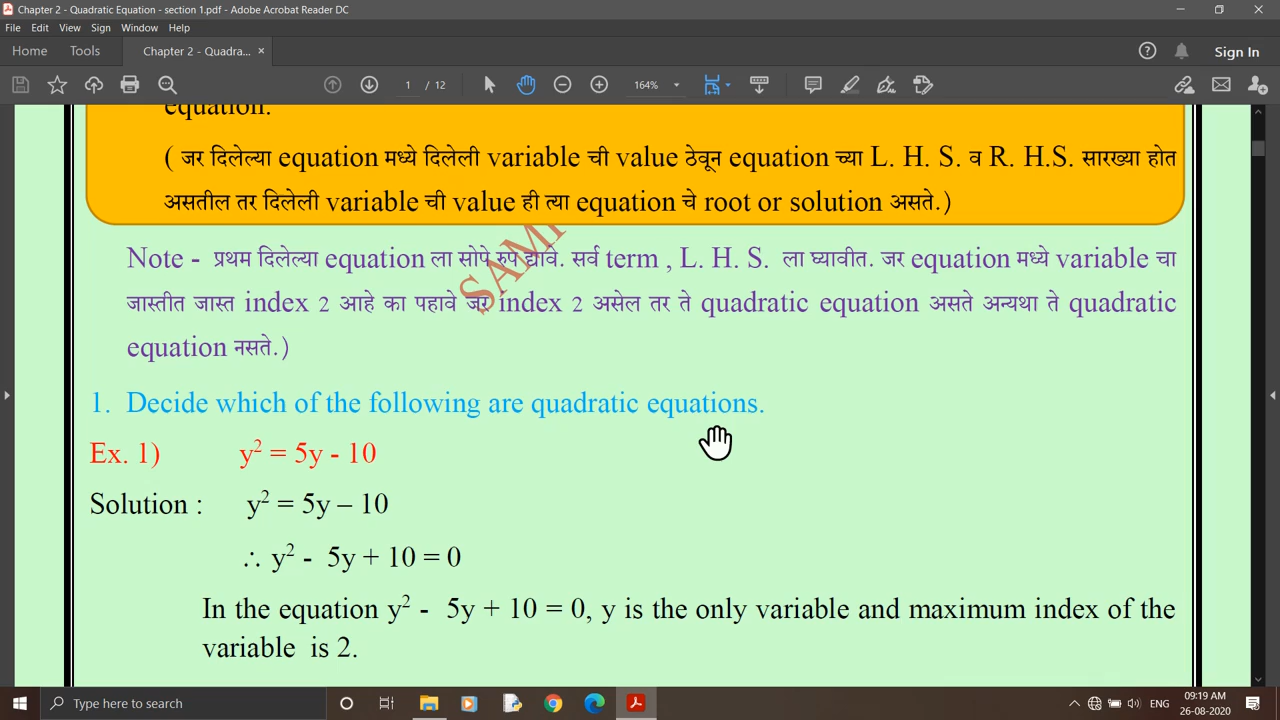 Chapter 2 - Quadratic Equation - section 1.pdf - Adobe Acrobat Reader DC
File Edit View Sign Window Help
Home Tools Chapter 2 - Quadra... × Sign In
1 / 12 164%
equation.
( जर दिलेल्या equation मध्ये दिलेली variable ची value ठेवून equation च्या L. H. S. व R. H.S. सारख्या होत
असतील तर दिलेली variable ची value ही त्या equation चे root or solution असते.)
SAMP
Note - प्रथम दिलेल्या equation ला सोपे रुप द्यावे. सर्व term , L. H. S. ला घ्यावीत. जर equation मध्ये variable चा
जास्तीत जास्त index 2 आहे का पहावे जर index 2 असेल तर ते quadratic equation असते अन्यथा ते quadratic
equation नसते.)
1. Decide which of the following are quadratic equations.
Ex. 1) y² = 5y - 10
Solution : y² = 5y – 10
∴ y² - 5y + 10 = 0
In the equation y² - 5y + 10 = 0, y is the only variable and maximum index of the
variable is 2.
Type here to search ENG 09:19 AM
26-08-2020